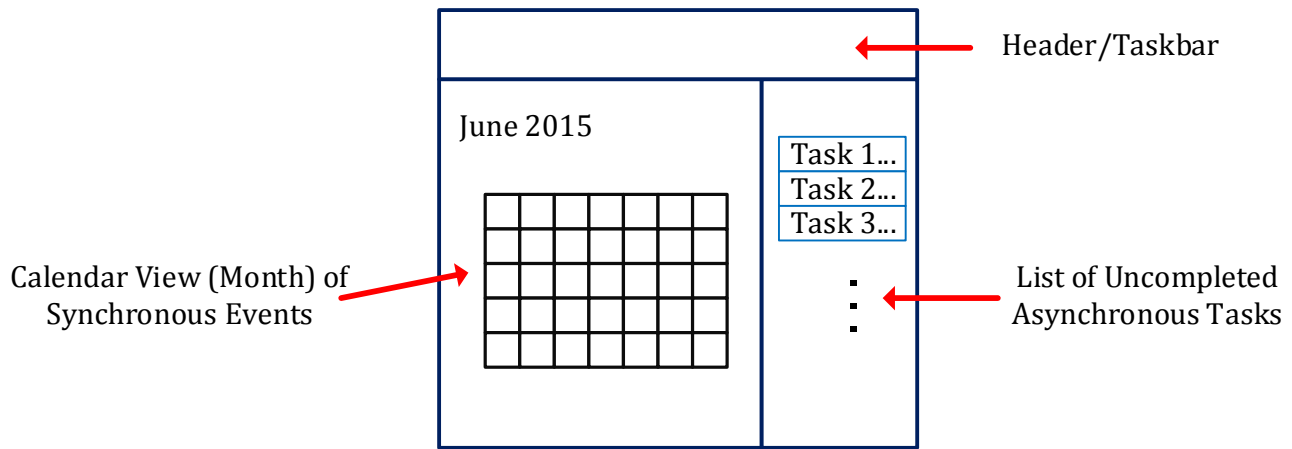 Header/Taskbar
June 2015
Task 1...
Task 2...
Task 3...
Calendar View (Month) of
Synchronous Events
List of Uncompleted
Asynchronous Tasks